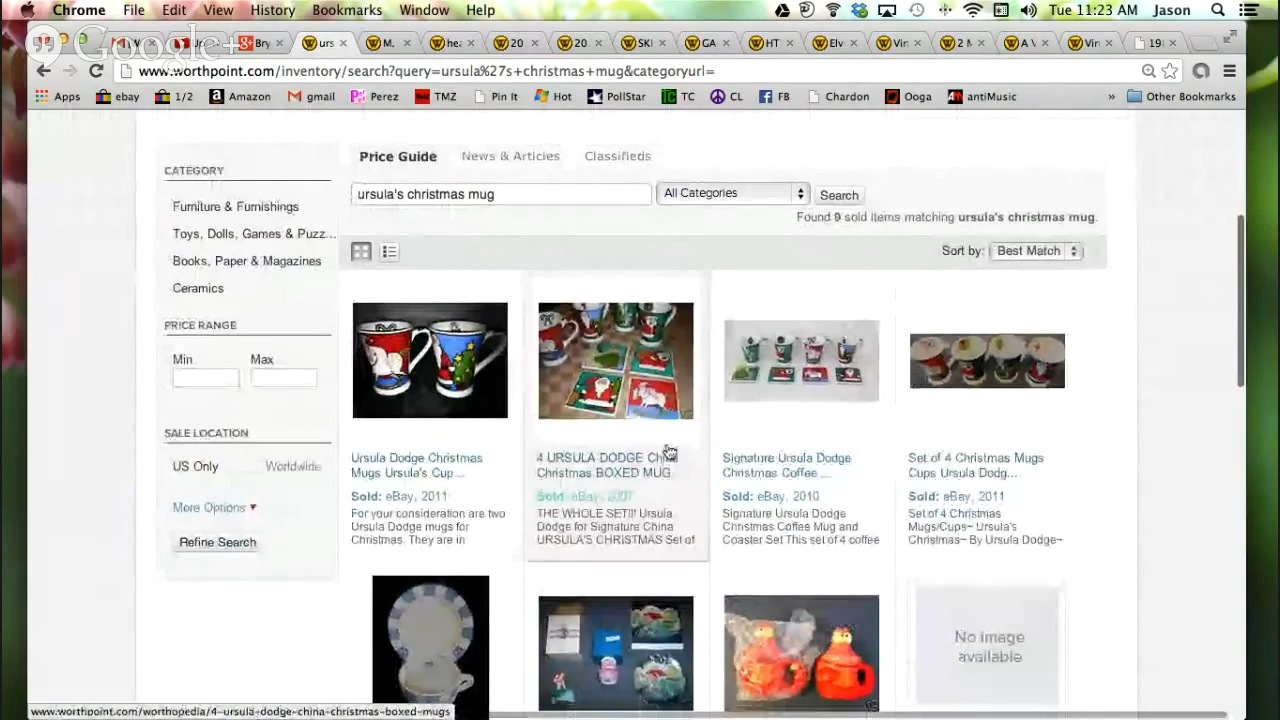 Chrome File Edit View History Bookmarks Window Help
Tue 11:23 AM Jason
Google+
www.worthpoint.com/inventory/search?query=ursula%27s+christmas+mug&categoryurl=
Apps ebay 1/2 Amazon gmail Perez TMZ Pin It Hot PollStar TC CL FB Chardon Ooga antiMusic » Other Bookmarks
Price Guide News & Articles Classifieds
ursula's christmas mug All Categories Search
Found 9 sold items matching ursula's christmas mug.
Sort by: Best Match
CATEGORY
Furniture & Furnishings
Toys, Dolls, Games & Puzz...
Books, Paper & Magazines
Ceramics
PRICE RANGE
Min Max
SALE LOCATION
US Only Worldwide
More Options
Refine Search
Ursula Dodge Christmas
Mugs Ursula's Cup...
Sold: eBay, 2011
For your consideration are two
Ursula Dodge mugs for
Christmas. They are in
4 URSULA DODGE
Christmas BOXED MUG
Sold: eBay, 2007
THE WHOLE SET!!! Ursula
Dodge for Signature China
URSULA'S CHRISTMAS Set of
Signature Ursula Dodge
Christmas Coffee ...
Sold: eBay, 2010
Signature Ursula Dodge
Christmas Coffee Mug and
Coaster Set This set of 4 coffee
Set of 4 Christmas Mugs
Cups Ursula Dodg...
Sold: eBay, 2011
Set of 4 Christmas
Mugs/Cups~ Ursula's
Christmas~ By Ursula Dodge~
No image
available
www.worthpoint.com/worthopedia/4-ursula-dodge-china-christmas-boxed-mugs